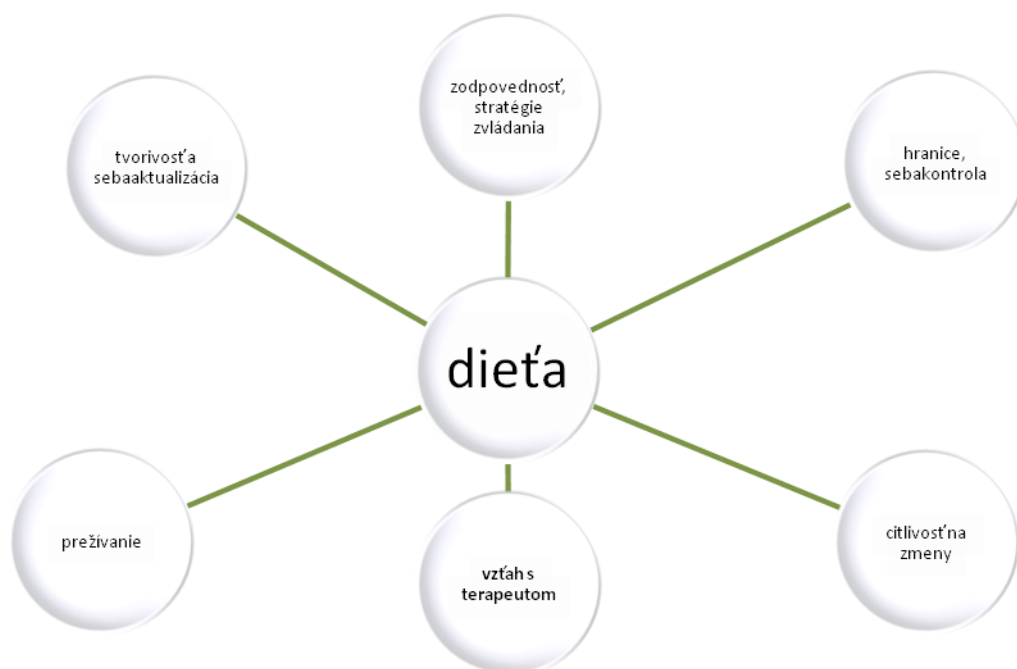 zodpovednosť,
stratégie
zvládania
tvorivosť a
sebaaktualizácia
hranice,
sebakontrola
dieťa
prežívanie
vzťah s
terapeutom
citlivosť na
zmeny